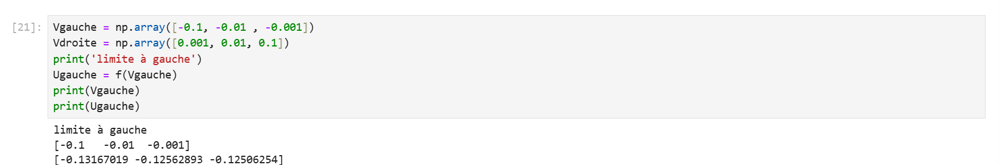 [21]: Vgauche = np.array([-0.1, -0.01 , -0.001])
Vdroite = np.array([0.001, 0.01, 0.1])
print('limite à gauche')
Ugauche = f(Vgauche)
print(Vgauche)
print(Ugauche)
limite à gauche
[-0.1   -0.01  -0.001]
[-0.13167019 -0.12562893 -0.12506254]